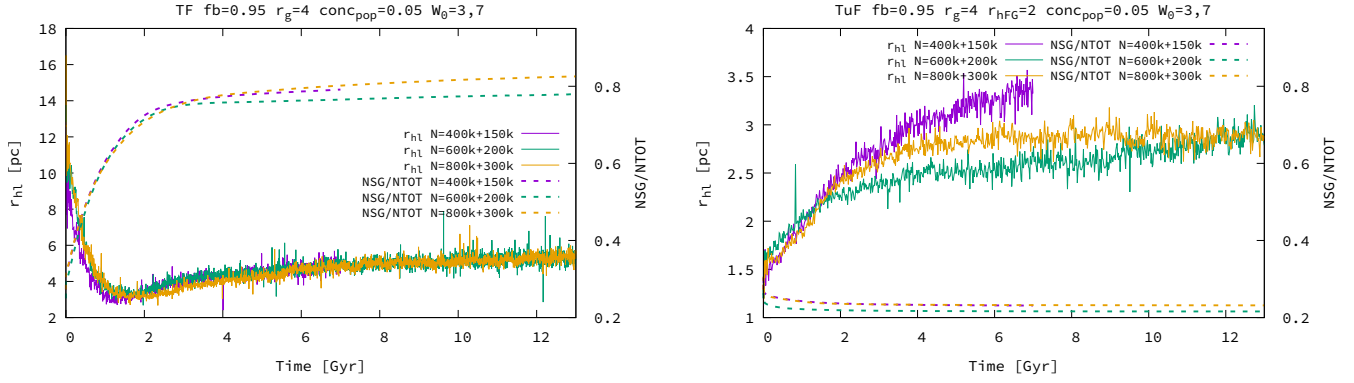 TF fb=0.95 r_g=4 conc_pop=0.05 W_0=3,7
18
16
14
12
10
8
6
4
2
r_hl [pc]
0
2
4
6
8
10
12
Time [Gyr]
0.8
0.6
0.4
0.2
NSG/NTOT
r_hl N=400k+150k
r_hl N=600k+200k
r_hl N=800k+300k
NSG/NTOT N=400k+150k
NSG/NTOT N=600k+200k
NSG/NTOT N=800k+300k
TuF fb=0.95 r_g=4 r_hFG=2 conc_pop=0.05 W_0=3,7
4
3.5
3
2.5
2
1.5
1
r_hl [pc]
0
2
4
6
8
10
12
Time [Gyr]
0.8
0.6
0.4
0.2
NSG/NTOT
r_hl N=400k+150k NSG/NTOT N=400k+150k
r_hl N=600k+200k NSG/NTOT N=600k+200k
r_hl N=800k+300k NSG/NTOT N=800k+300k